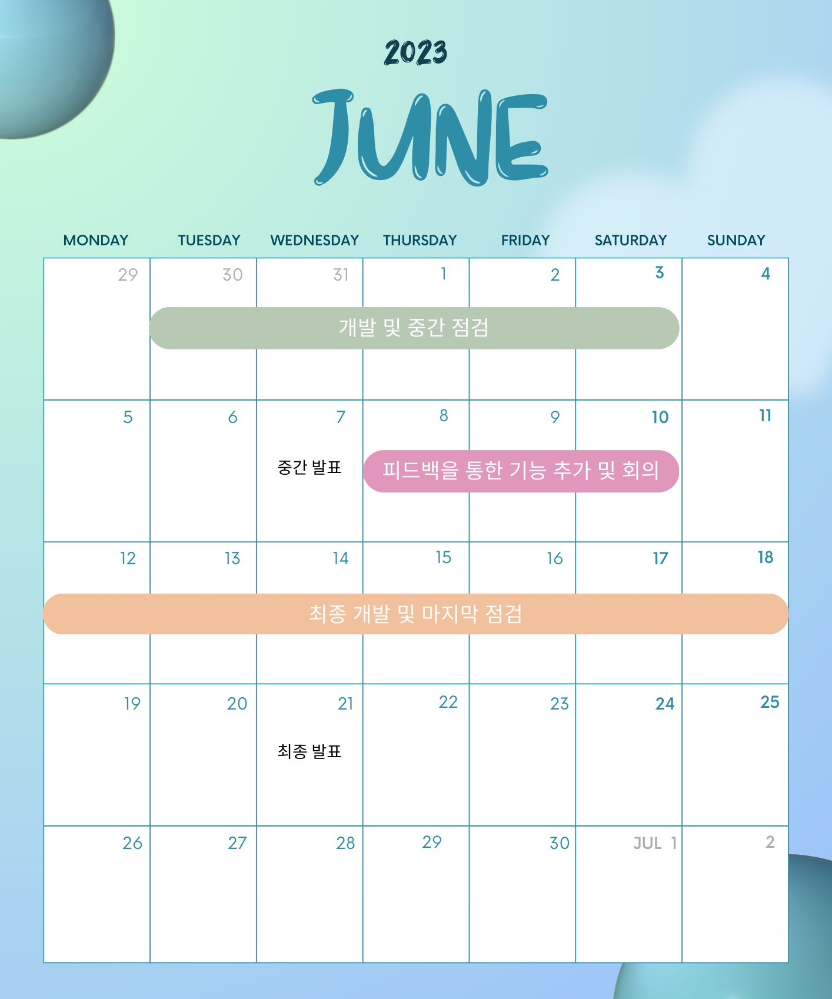 2023
JUNE
MONDAY TUESDAY WEDNESDAY THURSDAY FRIDAY SATURDAY SUNDAY
29 30 31 1 2 3 4
개발 및 중간 점검
5 6 7 8 9 10 11
중간 발표 피드백을 통한 기능 추가 및 회의
12 13 14 15 16 17 18
최종 개발 및 마지막 점검
19 20 21 22 23 24 25
최종 발표
26 27 28 29 30 JUL 1 2